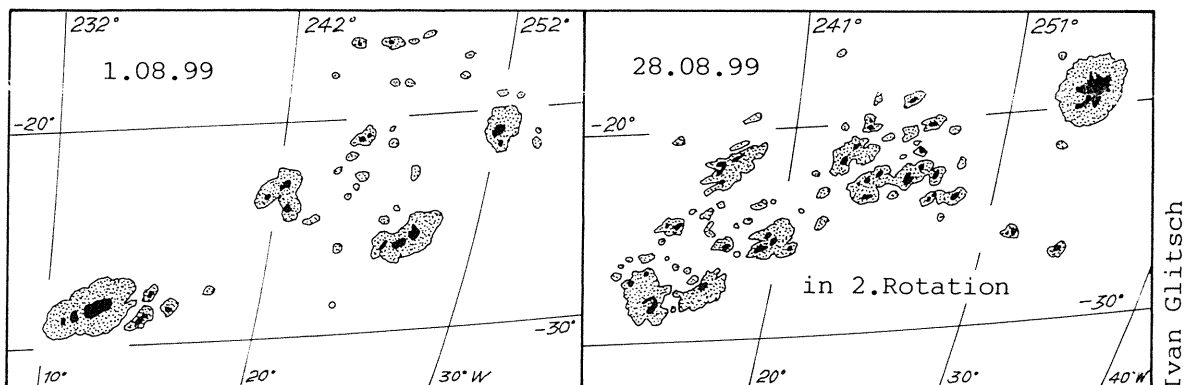 232° 242° 252°
1.08.99
-20°
-30°
10° 20° 30° W
241° 251°
28.08.99
-20°
in 2.Rotation
-30°
20° 30° 40° W
Ivan Glitsch